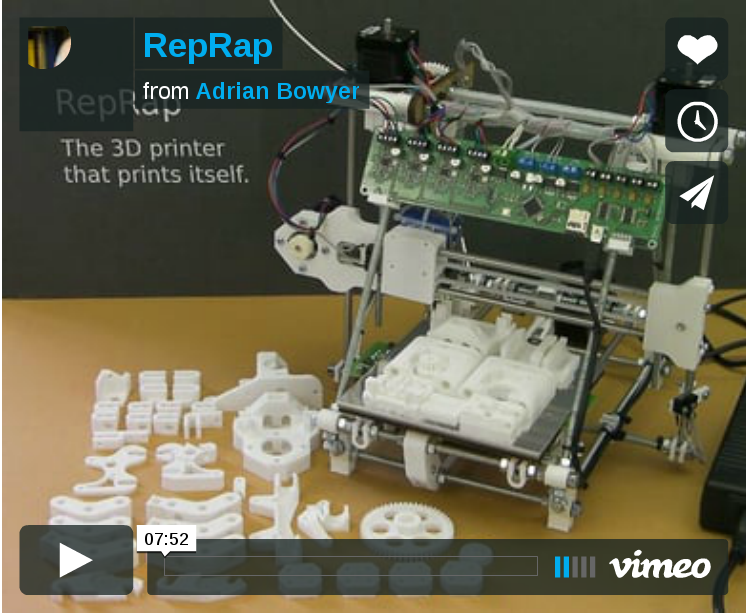 RepRap
from Adrian Bowyer
RepRap
The 3D printer
that prints itself.
07:52
vimeo